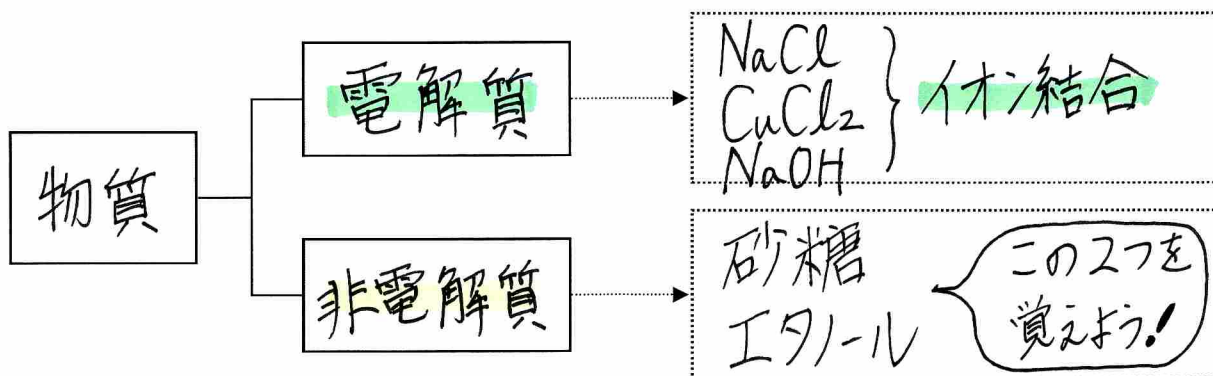 物質
電解質
NaCl
CuCl₂
NaOH
イオン結合
非電解質
砂糖
エタノール
この2つを
覚えよう!